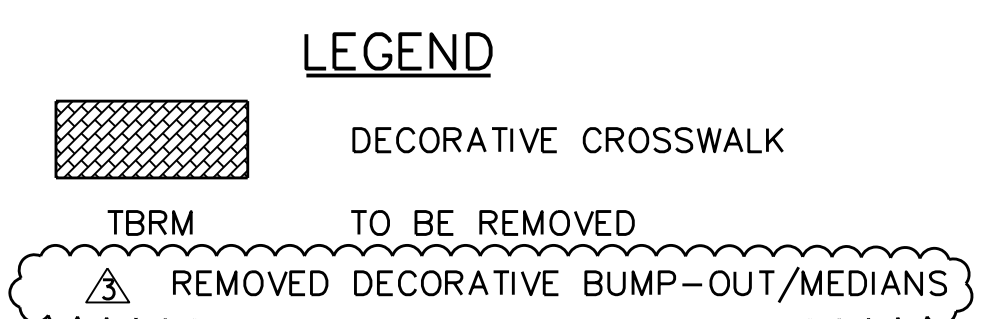 LEGEND
DECORATIVE CROSSWALK
TBRM TO BE REMOVED
3 REMOVED DECORATIVE BUMP-OUT/MEDIANS